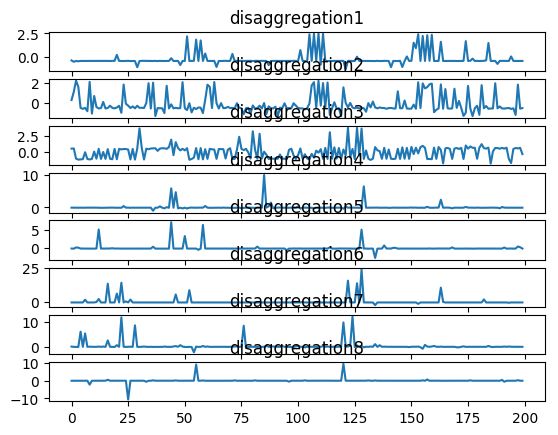 disaggregation1
2.5
0.0
disaggregation2
2
0
disaggregation3
2.5
0.0
disaggregation4
10
0
disaggregation5
5
0
disaggregation6
25
0
disaggregation7
10
0
disaggregation8
10
0
−10
0 25 50 75 100 125 150 175 200